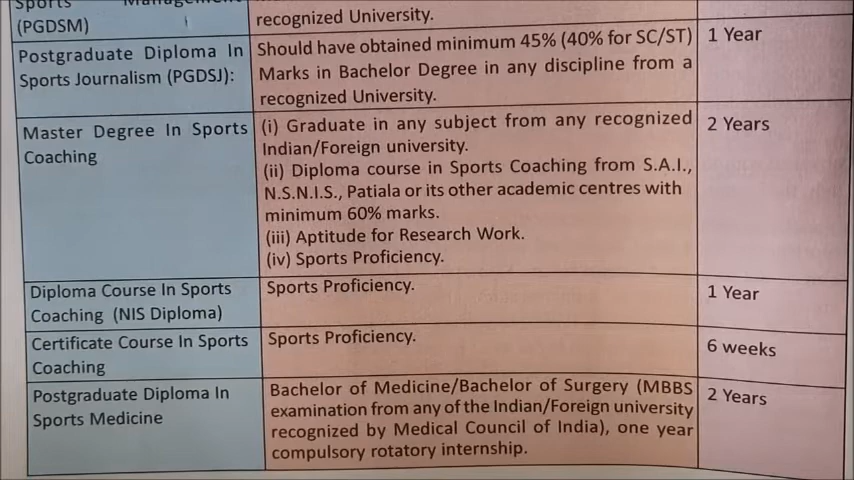 Sports Management
(PGDSM)
recognized University.
Postgraduate Diploma In
Sports Journalism (PGDSJ):
Should have obtained minimum 45% (40% for SC/ST)
Marks in Bachelor Degree in any discipline from a
recognized University.
1 Year
Master Degree In Sports
Coaching
(i) Graduate in any subject from any recognized
Indian/Foreign university.
(ii) Diploma course in Sports Coaching from S.A.I.,
N.S.N.I.S., Patiala or its other academic centres with
minimum 60% marks.
(iii) Aptitude for Research Work.
(iv) Sports Proficiency.
2 Years
Diploma Course In Sports
Coaching (NIS Diploma)
Sports Proficiency.
1 Year
Certificate Course In Sports
Coaching
Sports Proficiency.
6 weeks
Postgraduate Diploma In
Sports Medicine
Bachelor of Medicine/Bachelor of Surgery (MBBS
examination from any of the Indian/Foreign university
recognized by Medical Council of India), one year
compulsory rotatory internship.
2 Years